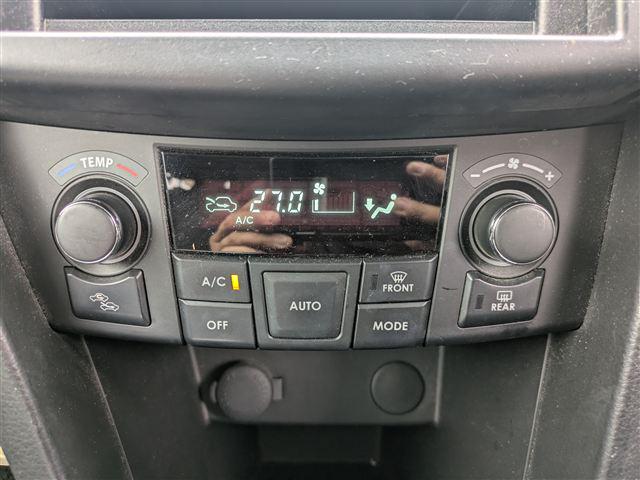 TEMP
- +
27.0
A/C
A/C
AUTO
FRONT
OFF
MODE
REAR